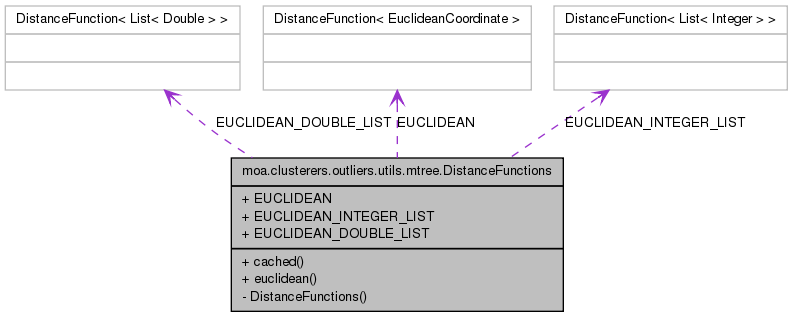 DistanceFunction< List< Double > >
DistanceFunction< EuclideanCoordinate >
DistanceFunction< List< Integer > >
EUCLIDEAN_DOUBLE_LIST
EUCLIDEAN
EUCLIDEAN_INTEGER_LIST
moa.clusterers.outliers.utils.mtree.DistanceFunctions
+ EUCLIDEAN
+ EUCLIDEAN_INTEGER_LIST
+ EUCLIDEAN_DOUBLE_LIST
+ cached()
+ euclidean()
- DistanceFunctions()